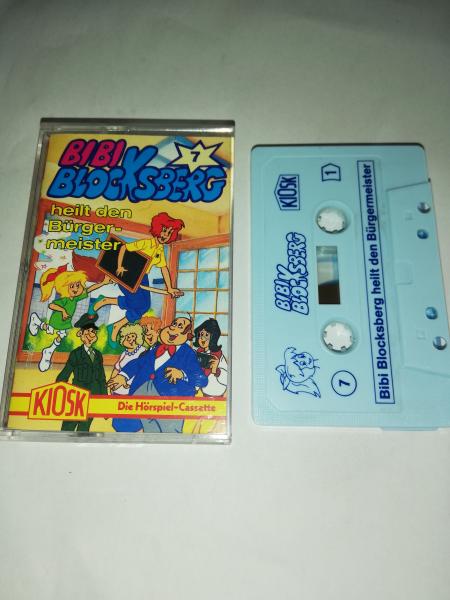 BIBI
BLOCKSBERG
7
heilt den
Bürger-
meister
KIOSK
Die Hörspiel-Cassette
KIOSK
1
BIBI
BLOCKSBERG
7
Bibi Blocksberg heilt den Bürgermeister